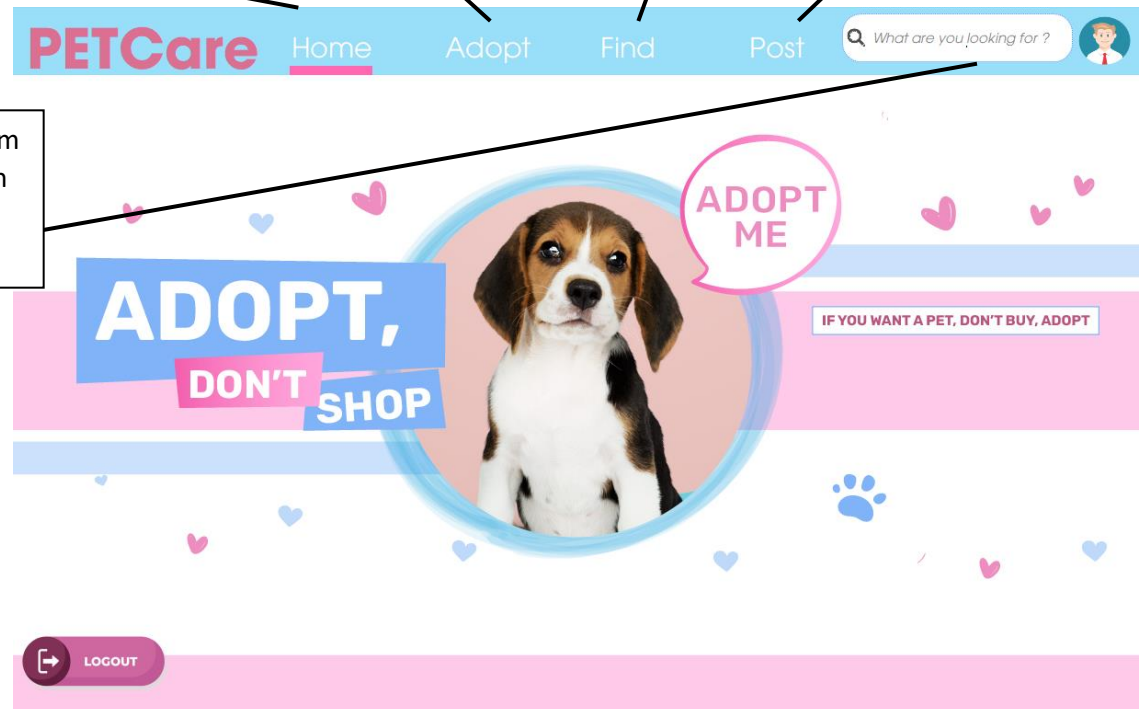 PETCare Home Adopt Find Post What are you looking for ?
ADOPT
ME
ADOPT,
DON'T
SHOP
IF YOU WANT A PET, DON'T BUY, ADOPT
LOGOUT